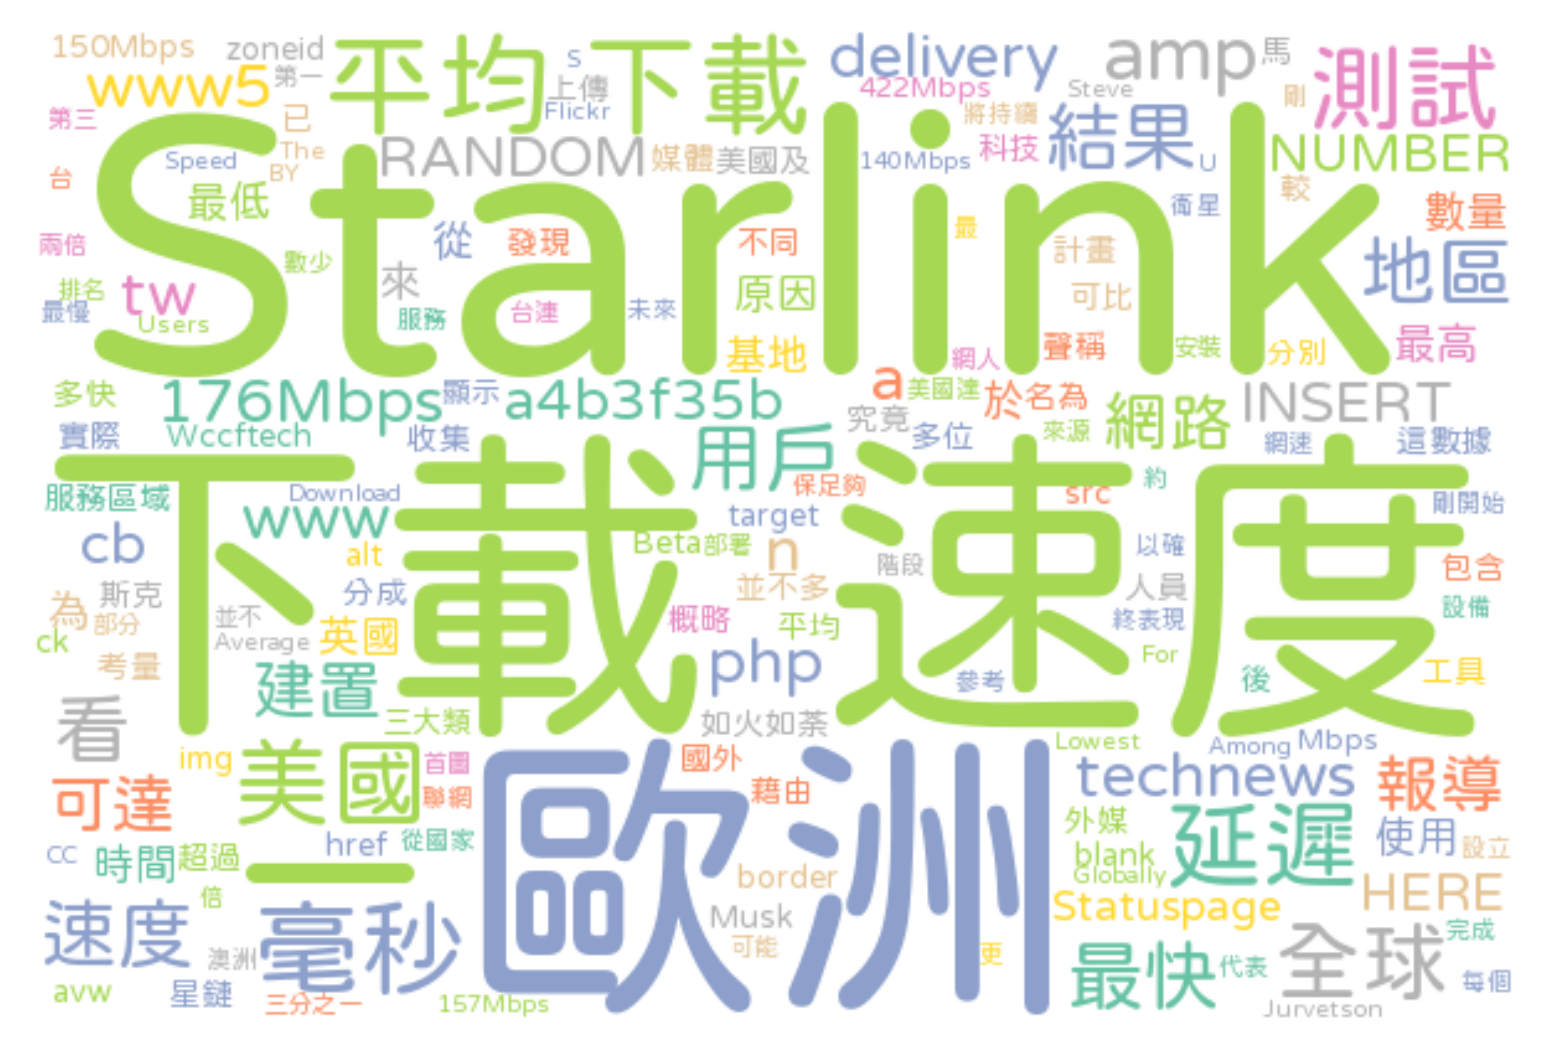 150Mbps zoneid 平均下載 S delivery amp 馬 測試
www5 第一 上傳 422Mbps Steve 剛
第三 已 Flickr 將持續 結果
Speed The RANDOM 媒體 美國及 140Mbps 科技 U NUMBER
台 BY 最低 Starlink 衛星 較 數量
兩倍 從 發現 不同 最 計畫 地區
數少 來 原因 可比
排名 tw 服務 台連 未來
最慢 Users 基地 網人 聲稱 安裝 分別 最高
多快 176Mbps 顯示 a4b3f35b a 美國達 於名為 網路 INSERT
實際 Wccftech 收集 用戶 究竟 多位 來源 網速 這數據
服務區域 Download 下載速度 保足夠 src 約 剛開始
cb www target
alt Beta部署 n 階段 以確 包含
為 斯克 分成 並不多 人員 設備
ck 部分 並不 Average 英國 概略 平均 終表現
考量 建置 php 參考 For 後 工具
看 三大類 如火如荼 Lowest Among Mbps
img 美國 首圖 國外 technews 報導
可達 聯網 藉由 歐洲
CC 時間 超過 href 從國家 外媒 延遲 使用 設立
倍 一 border blank Globally HERE
速度 毫秒 Musk Statuspage 全球 完成
澳洲 可能 更 最快 代表
avw 星鏈 三分之一 157Mbps Jurvetson 每個